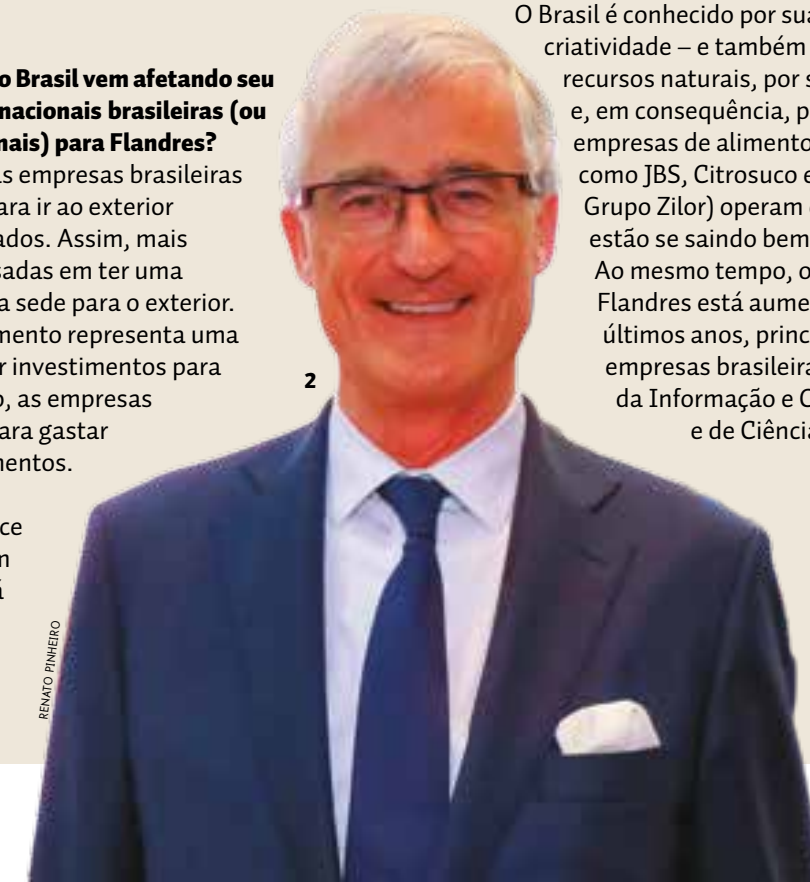 o Brasil vem afetando seu
nacionais brasileiras (ou
nais) para Flandres?
as empresas brasileiras
ara ir ao exterior
ados. Assim, mais
sadas em ter uma
a sede para o exterior.
mento representa uma
r investimentos para
o, as empresas
ara gastar
mentos.
ce
m
á
RENATO PINHEIRO
2
O Brasil é conhecido por sua
criatividade – e também
recursos naturais, por s
e, em consequência, p
empresas de alimento
como JBS, Citrosuco e
Grupo Zilor) operam
estão se saindo bem
Ao mesmo tempo, o
Flandres está aume
últimos anos, princ
empresas brasileira
da Informação e C
e de Ciência